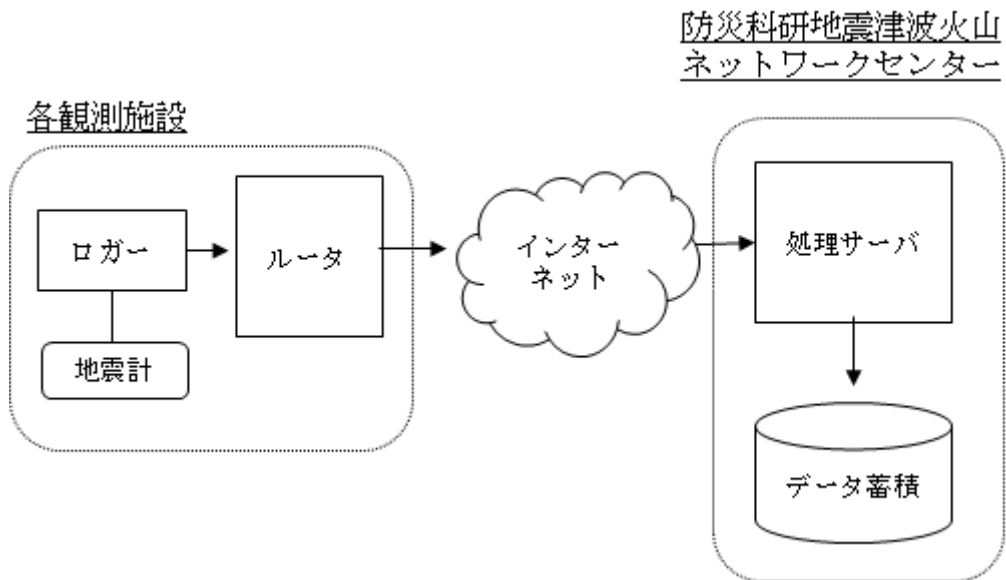 防災科研地震津波火山
ネットワークセンター
各観測施設
ロガー
ルータ
インター
ネット
処理サーバ
地震計
データ蓄積